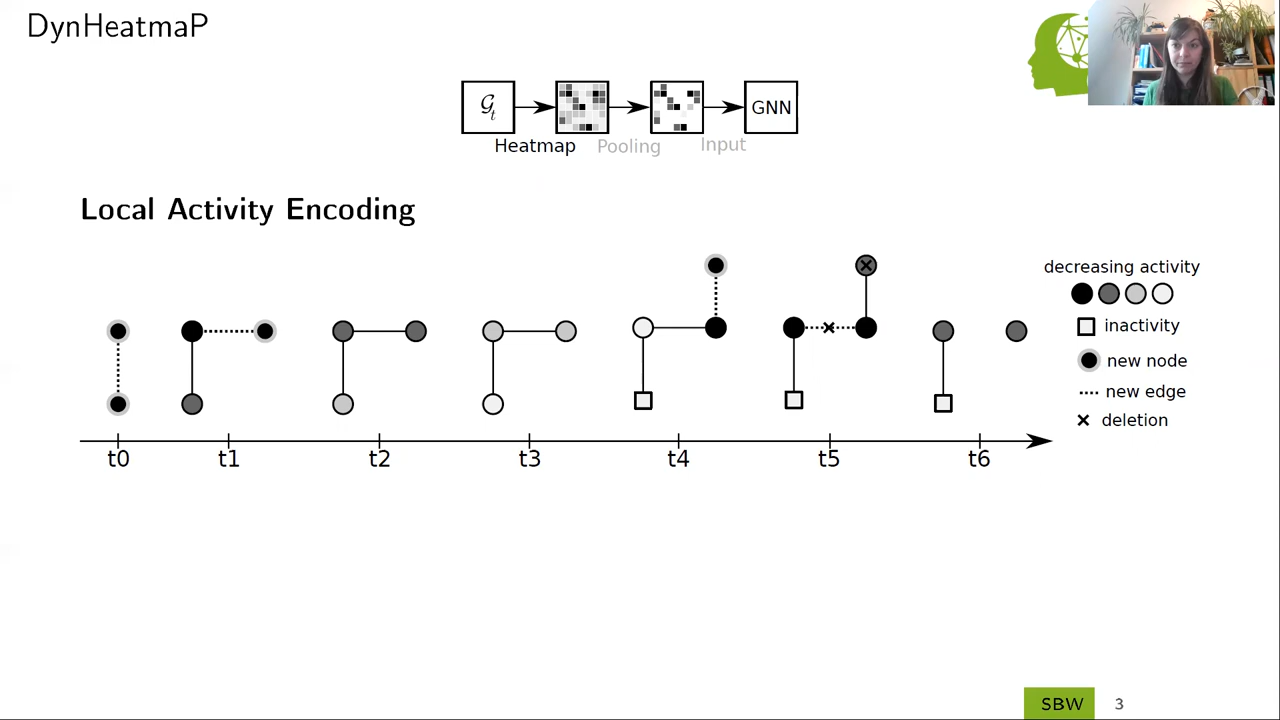 DynHeatmaP
𝒢t
GNN
Heatmap
Pooling
Input
Local Activity Encoding
decreasing activity
inactivity
new node
new edge
deletion
t0 t1 t2 t3 t4 t5 t6
SBW
3